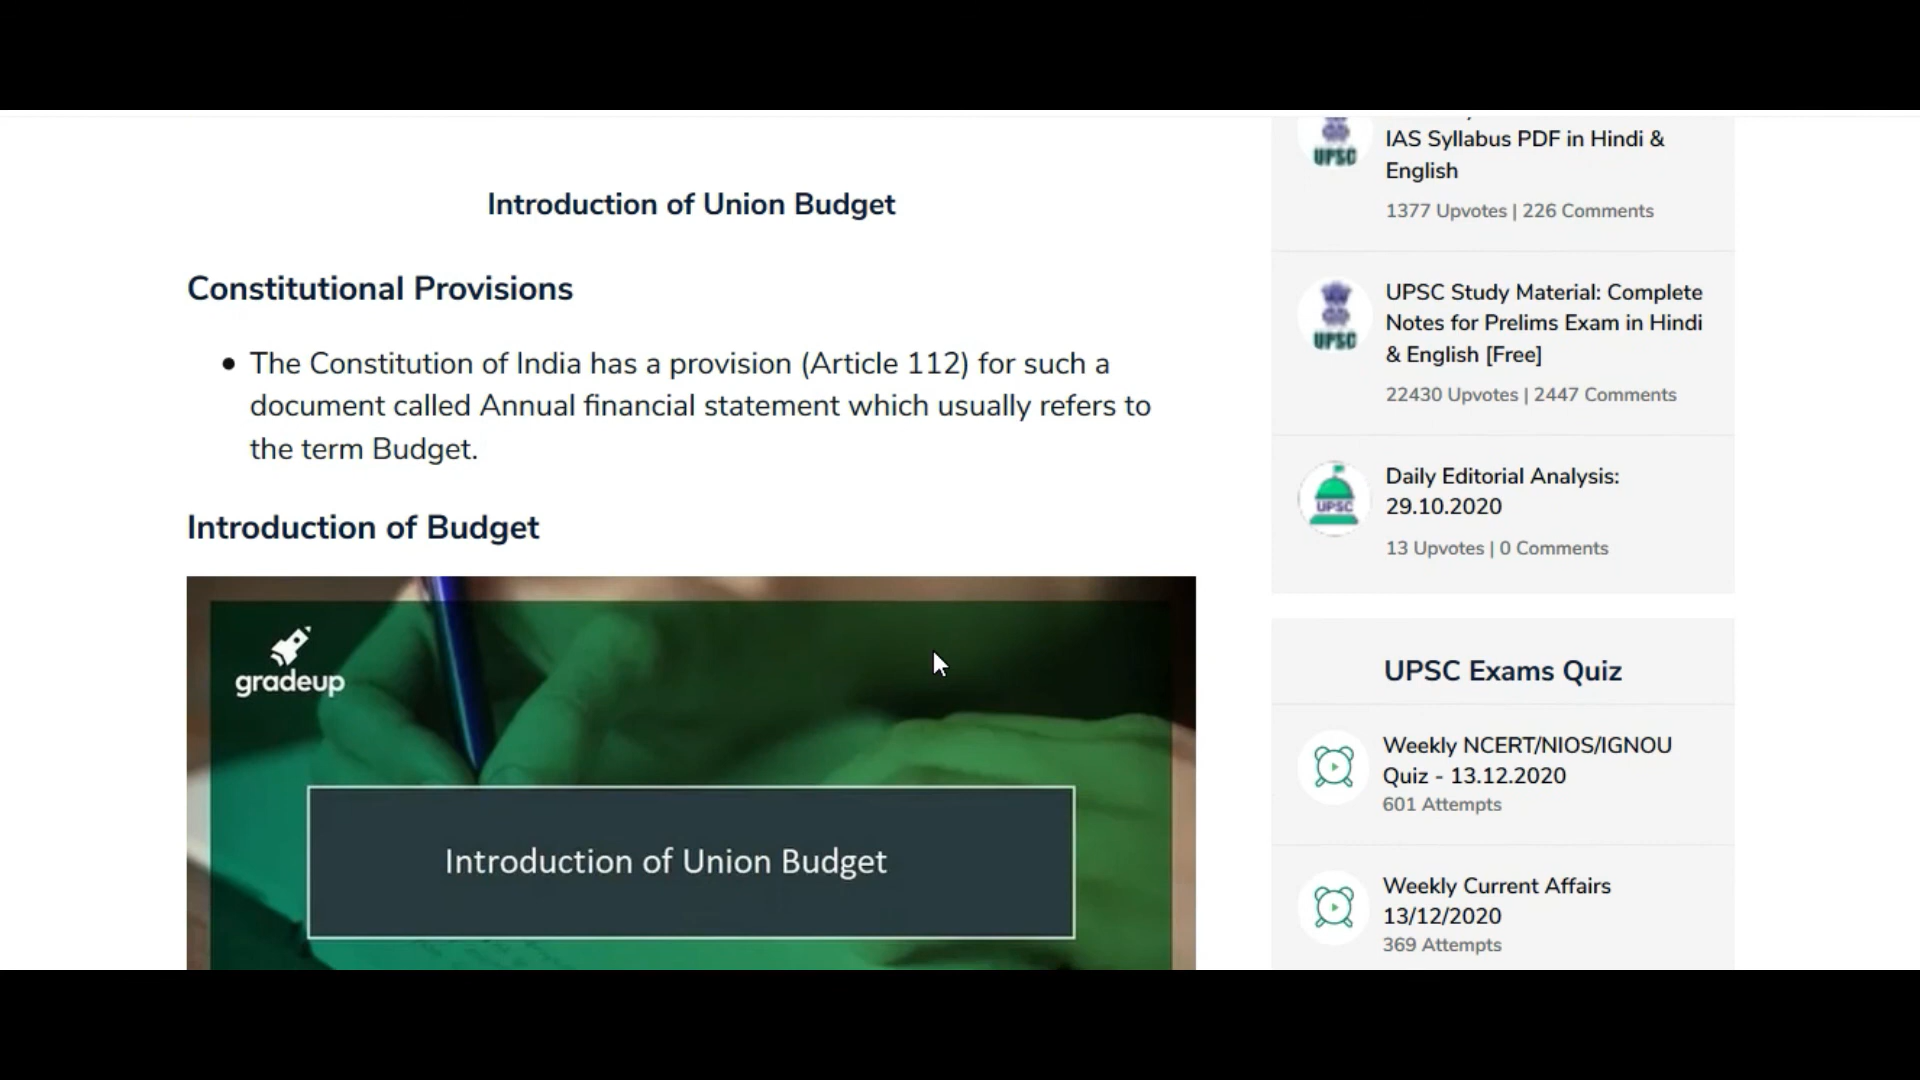 Introduction of Union Budget
Constitutional Provisions
• The Constitution of India has a provision (Article 112) for such a
document called Annual financial statement which usually refers to
the term Budget.
Introduction of Budget
gradeup
Introduction of Union Budget
UPSC
IAS Syllabus PDF in Hindi &
English
1377 Upvotes | 226 Comments
UPSC
UPSC Study Material: Complete
Notes for Prelims Exam in Hindi
& English [Free]
22430 Upvotes | 2447 Comments
UPSC
Daily Editorial Analysis:
29.10.2020
13 Upvotes | 0 Comments
UPSC Exams Quiz
Weekly NCERT/NIOS/IGNOU
Quiz - 13.12.2020
601 Attempts
Weekly Current Affairs
13/12/2020
369 Attempts